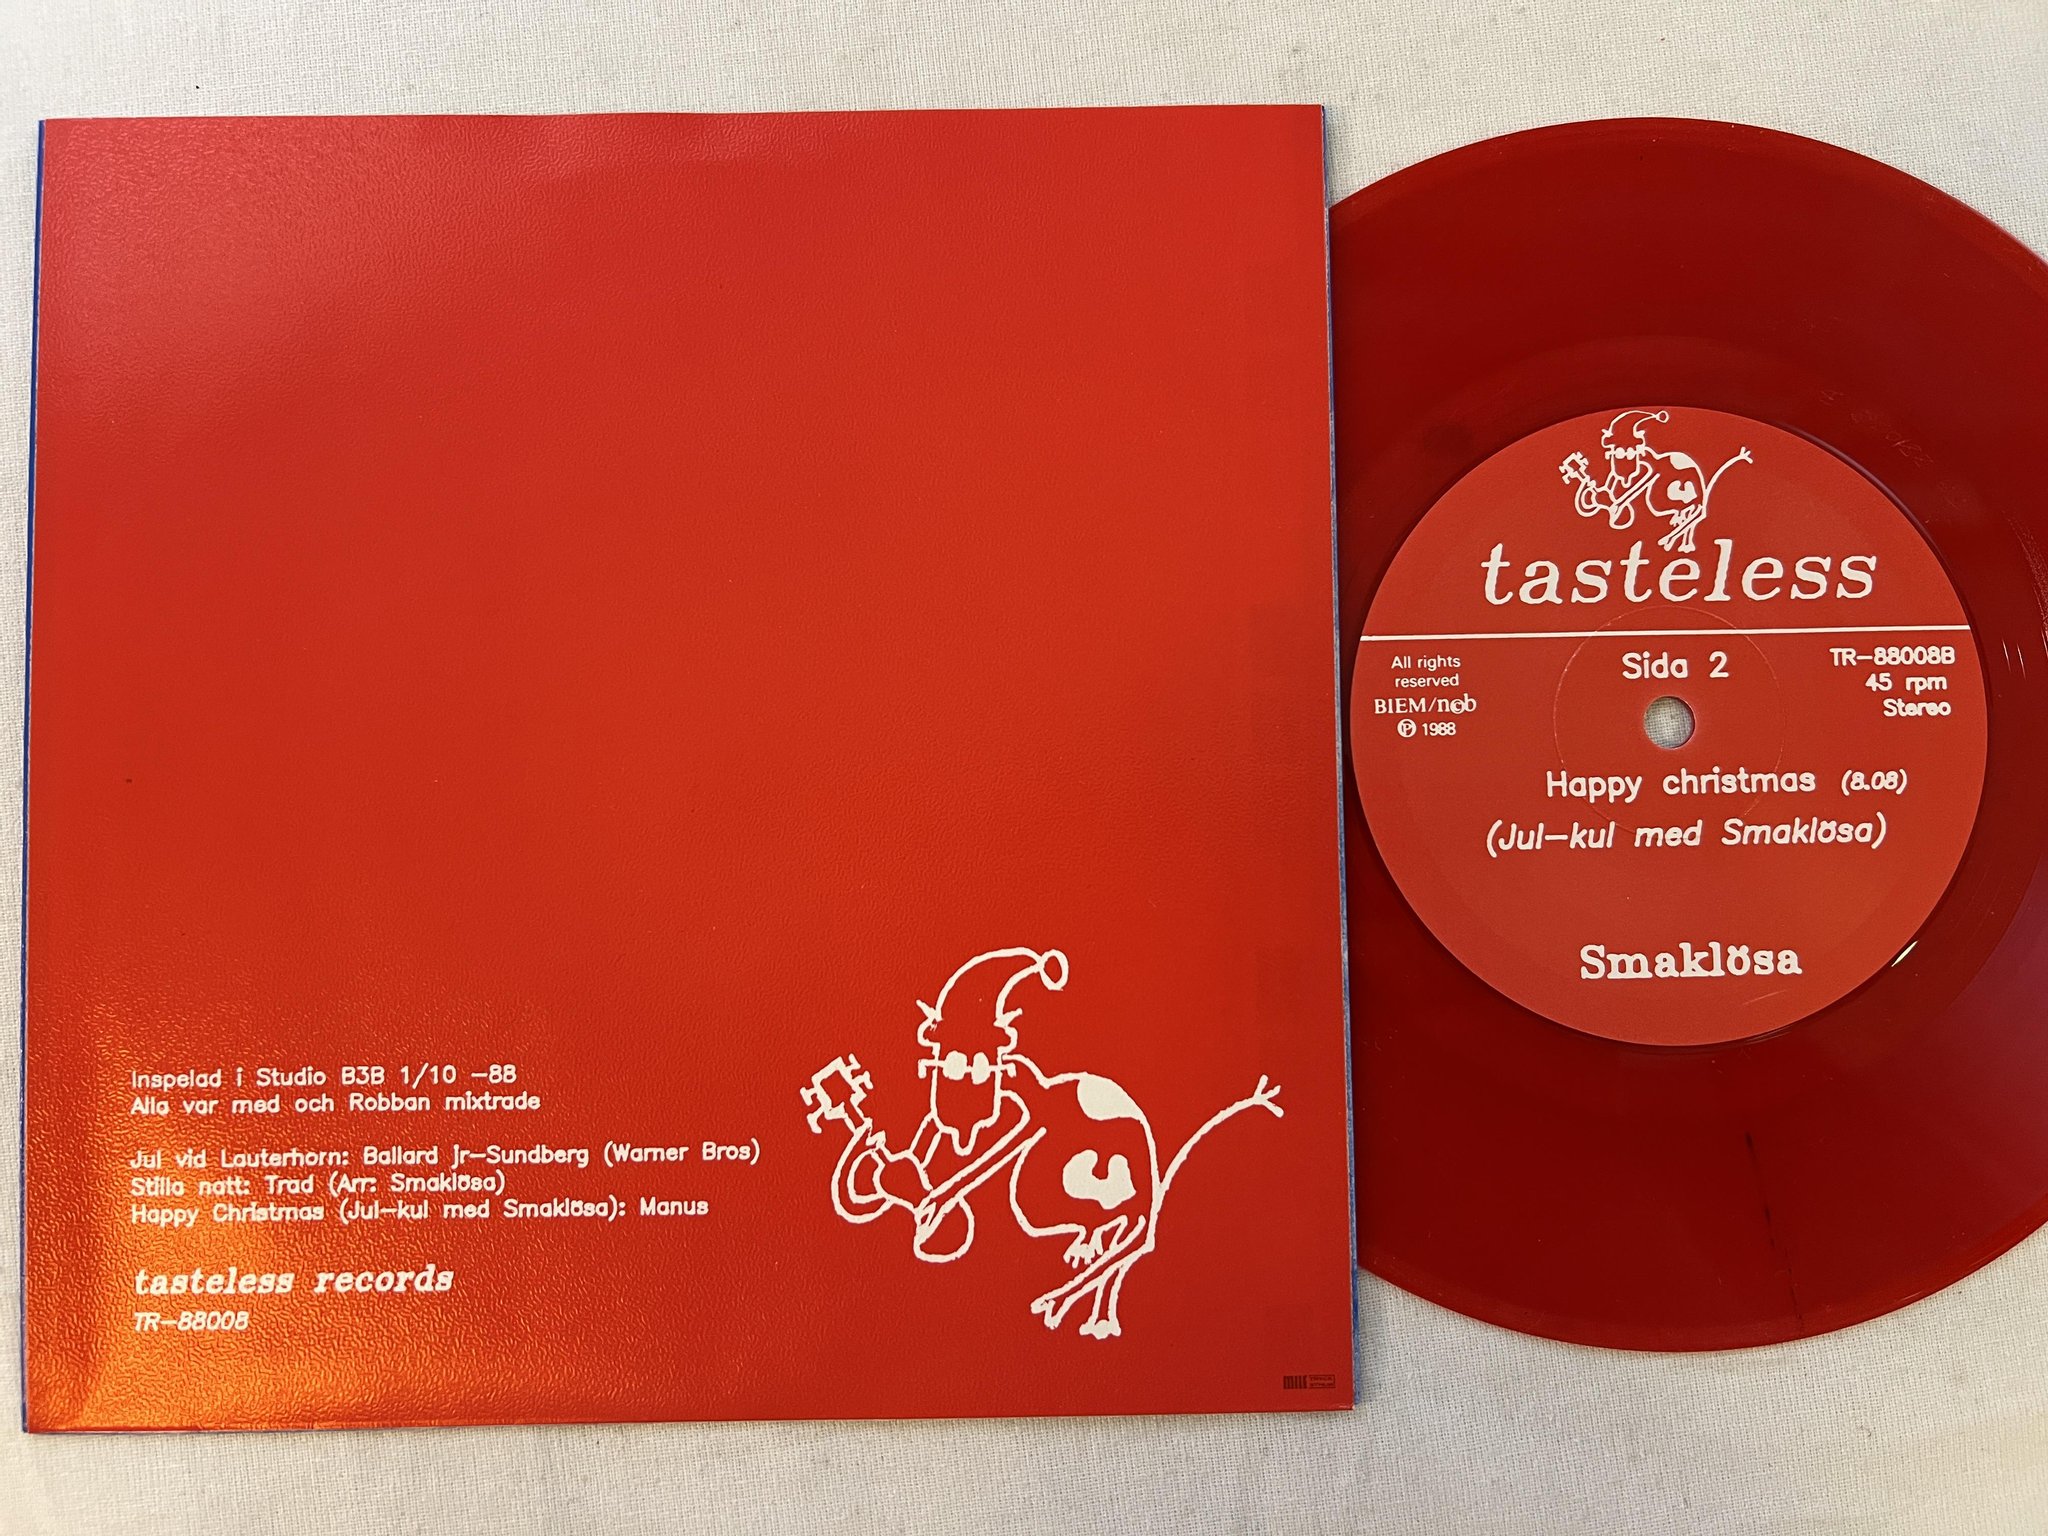 Inspelad i Studio B3B 1/10 -88
Alla var med och Robban mixtrade
Jul vid Lauterhorn: Ballard jr-Sundberg (Warner Bros)
Stilla natt: Trad (Arr: Smaklösa)
Happy Christmas (Jul-kul med Smaklösa): Manus
tasteless records
TR-88008
tasteless
All rights
reserved
BIEM/ncb
Ⓟ 1988
Sida 2
TR-88008B
45 rpm
Stereo
Happy christmas (8.08)
(Jul-kul med Smaklösa)
Smaklösa